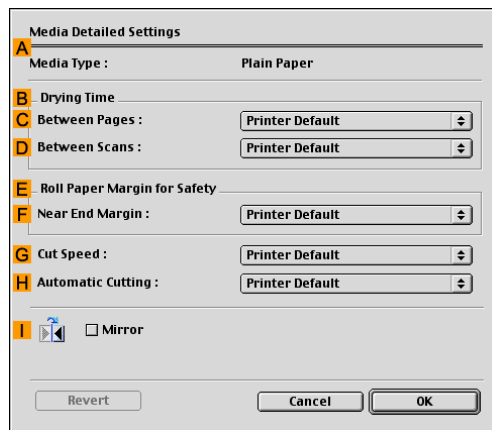 Media Detailed Settings
A
Media Type : Plain Paper
B Drying Time
C Between Pages : Printer Default
D Between Scans : Printer Default
E Roll Paper Margin for Safety
F Near End Margin : Printer Default
G Cut Speed : Printer Default
H Automatic Cutting : Printer Default
I Mirror
Revert Cancel OK